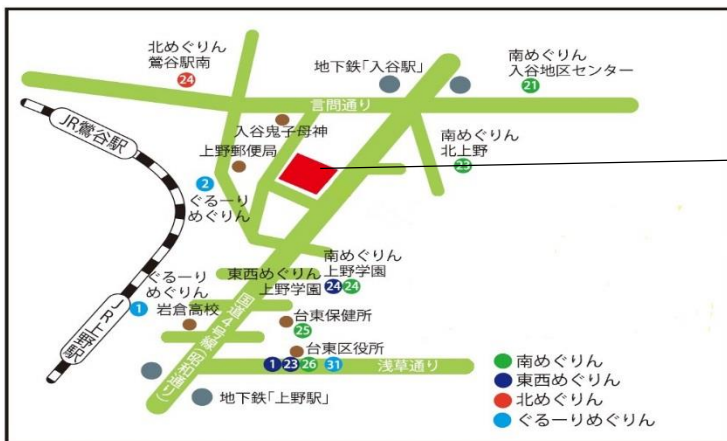 北めぐりん
鶯谷駅南
24
地下鉄「入谷駅」
南めぐりん
入谷地区センター
21
言問通り
JR鶯谷駅
入谷鬼子母神
上野郵便局
南めぐりん
北上野
23
2
ぐるーり
めぐりん
南めぐりん
上野学園
東西めぐりん
上野学園
24 24
ぐるーり
めぐりん
1
岩倉高校
JR上野駅
国道4号線(昭和通り)
台東保健所
25
台東区役所
1 23 26 31
浅草通り
地下鉄「上野駅」
南めぐりん
東西めぐりん
北めぐりん
ぐるーりめぐりん